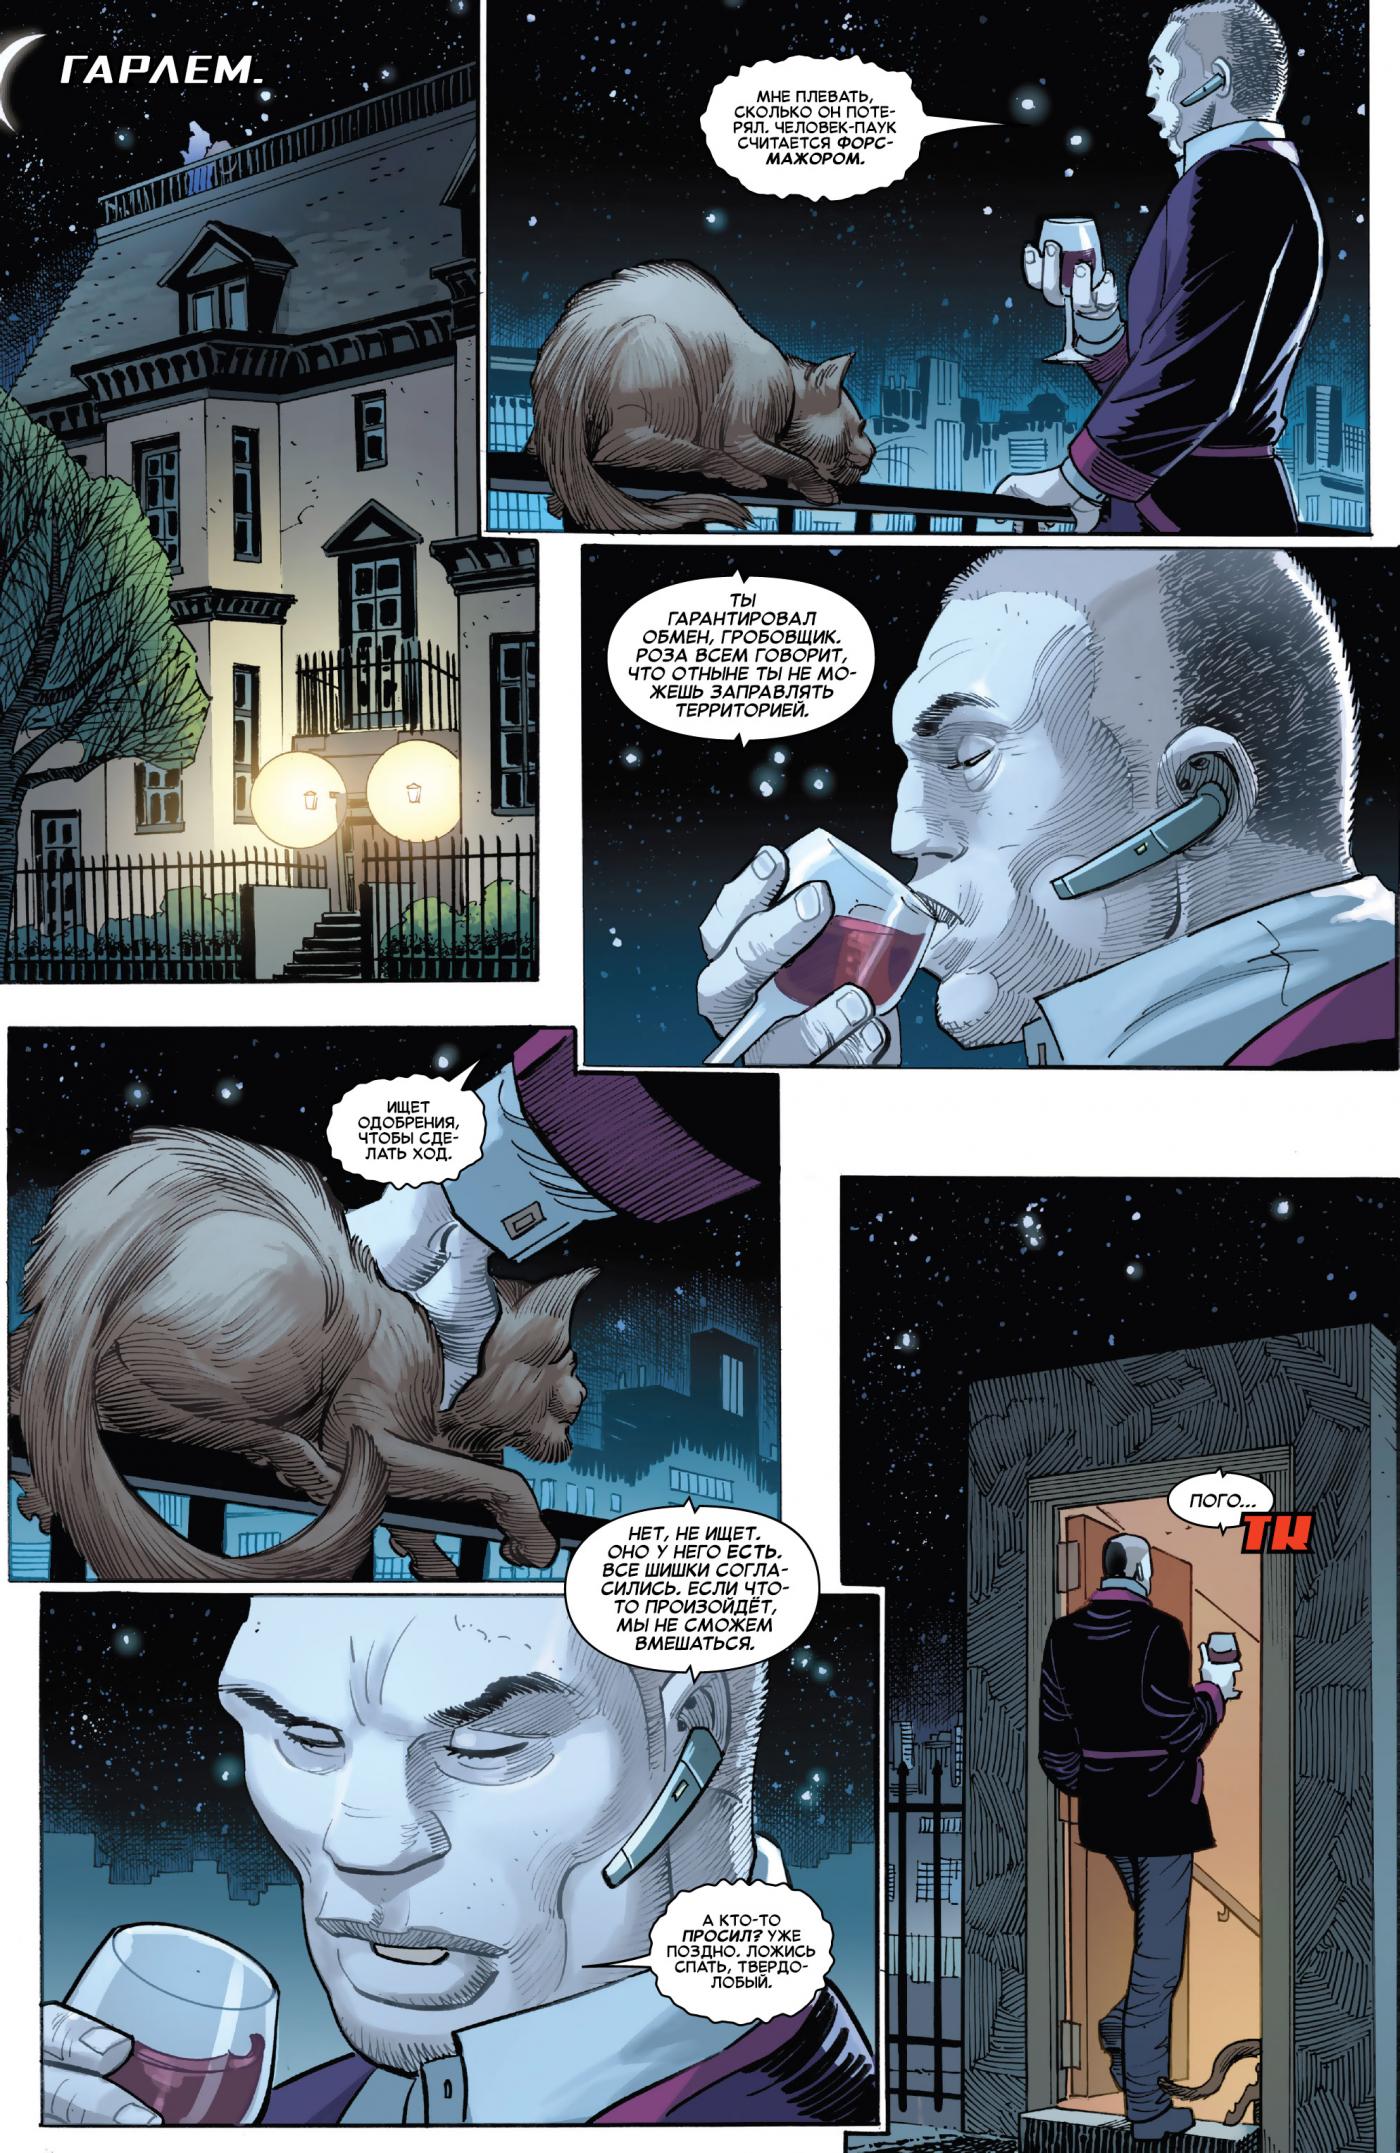 ГАРЛЕМ.
МНЕ ПЛЕВАТЬ,
СКОЛЬКО ОН ПОТЕ-
РЯЛ. ЧЕЛОВЕК-ПАУК
СЧИТАЕТСЯ ФОРС-
МАЖОРОМ.
ТЫ
ГАРАНТИРОВАЛ
ОБМЕН, ГРОБОВЩИК.
РОЗА ВСЕМ ГОВОРИТ,
ЧТО ОТНЫНЕ ТЫ НЕ МО-
ЖЕШЬ ЗАПРАВЛЯТЬ
ТЕРРИТОРИЕЙ.
ИЩЕТ
ОДОБРЕНИЯ,
ЧТОБЫ СДЕ-
ЛАТЬ ХОД.
НЕТ, НЕ ИЩЕТ.
ОНО У НЕГО ЕСТЬ.
ВСЕ ШИШКИ СОГЛА-
СИЛИСЬ. ЕСЛИ ЧТО-
ТО ПРОИЗОЙДЁТ,
МЫ НЕ СМОЖЕМ
ВМЕШАТЬСЯ.
А КТО-ТО
ПРОСИЛ? УЖЕ
ПОЗДНО. ЛОЖИСЬ
СПАТЬ, ТВЕРДО-
ЛОБЫЙ.
ПОГО...
ТК